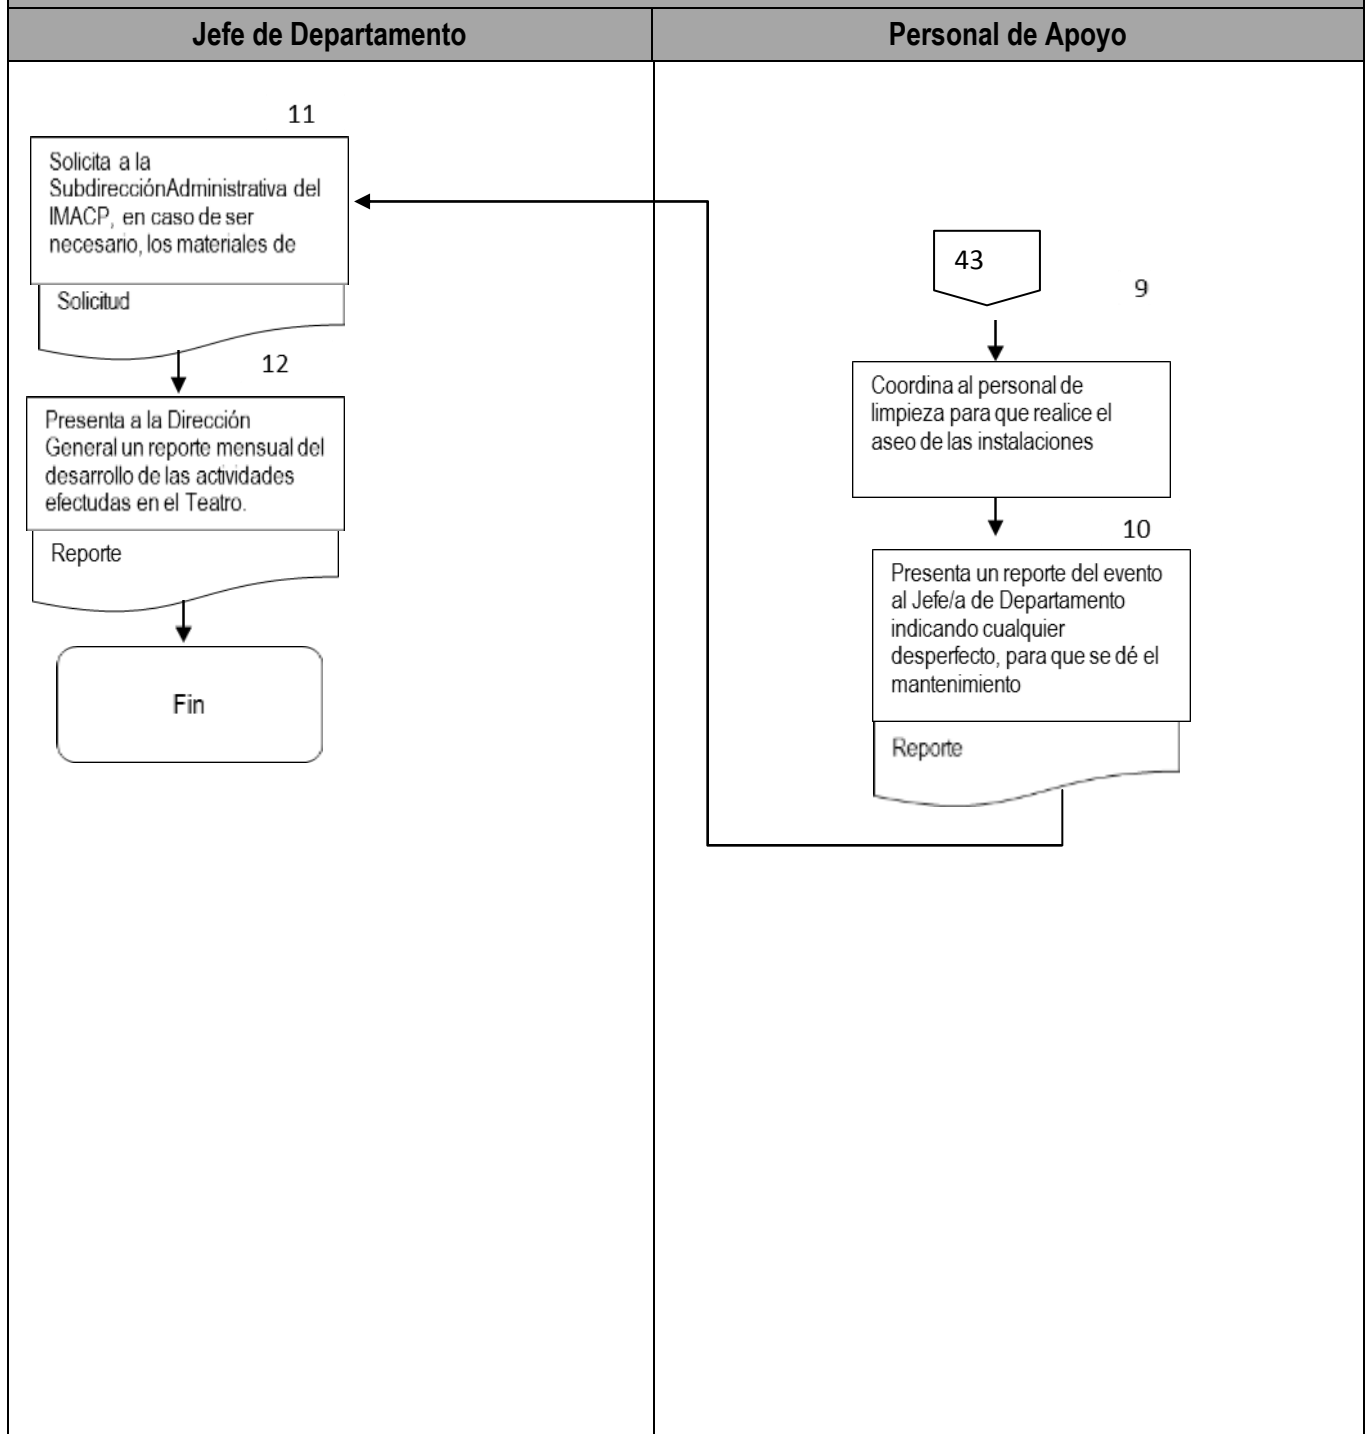 Jefe de Departamento
Personal de Apoyo
11
Solicita a la
SubdirecciónAdministrativa del
IMACP, en caso de ser
necesario, los materiales de
Solicitud
12
Presenta a la Dirección
General un reporte mensual del
desarrollo de las actividades
efectudas en el Teatro.
Reporte
Fin
43
9
Coordina al personal de
limpieza para que realice el
aseo de las instalaciones
10
Presenta un reporte del evento
al Jefe/a de Departamento
indicando cualquier
desperfecto, para que se dé el
mantenimiento
Reporte